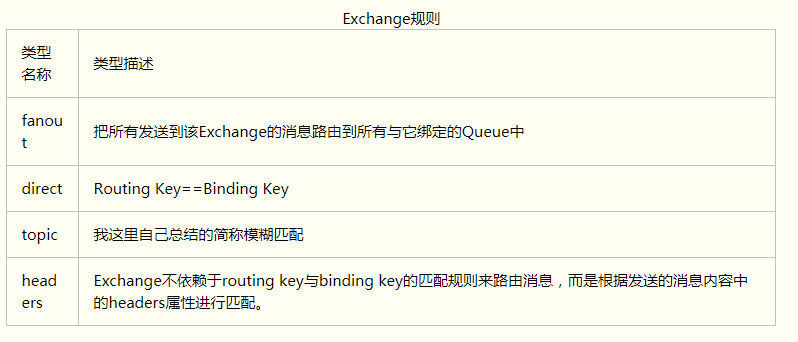 Exchange规则
类型
名称
类型描述
fanou
t
把所有发送到该Exchange的消息路由到所有与它绑定的Queue中
direct
Routing Key==Binding Key
topic
我这里自己总结的简称模糊匹配
head
ers
Exchange不依赖于routing key与binding key的匹配规则来路由消息，而是根据发送的消息内容中
的headers属性进行匹配。